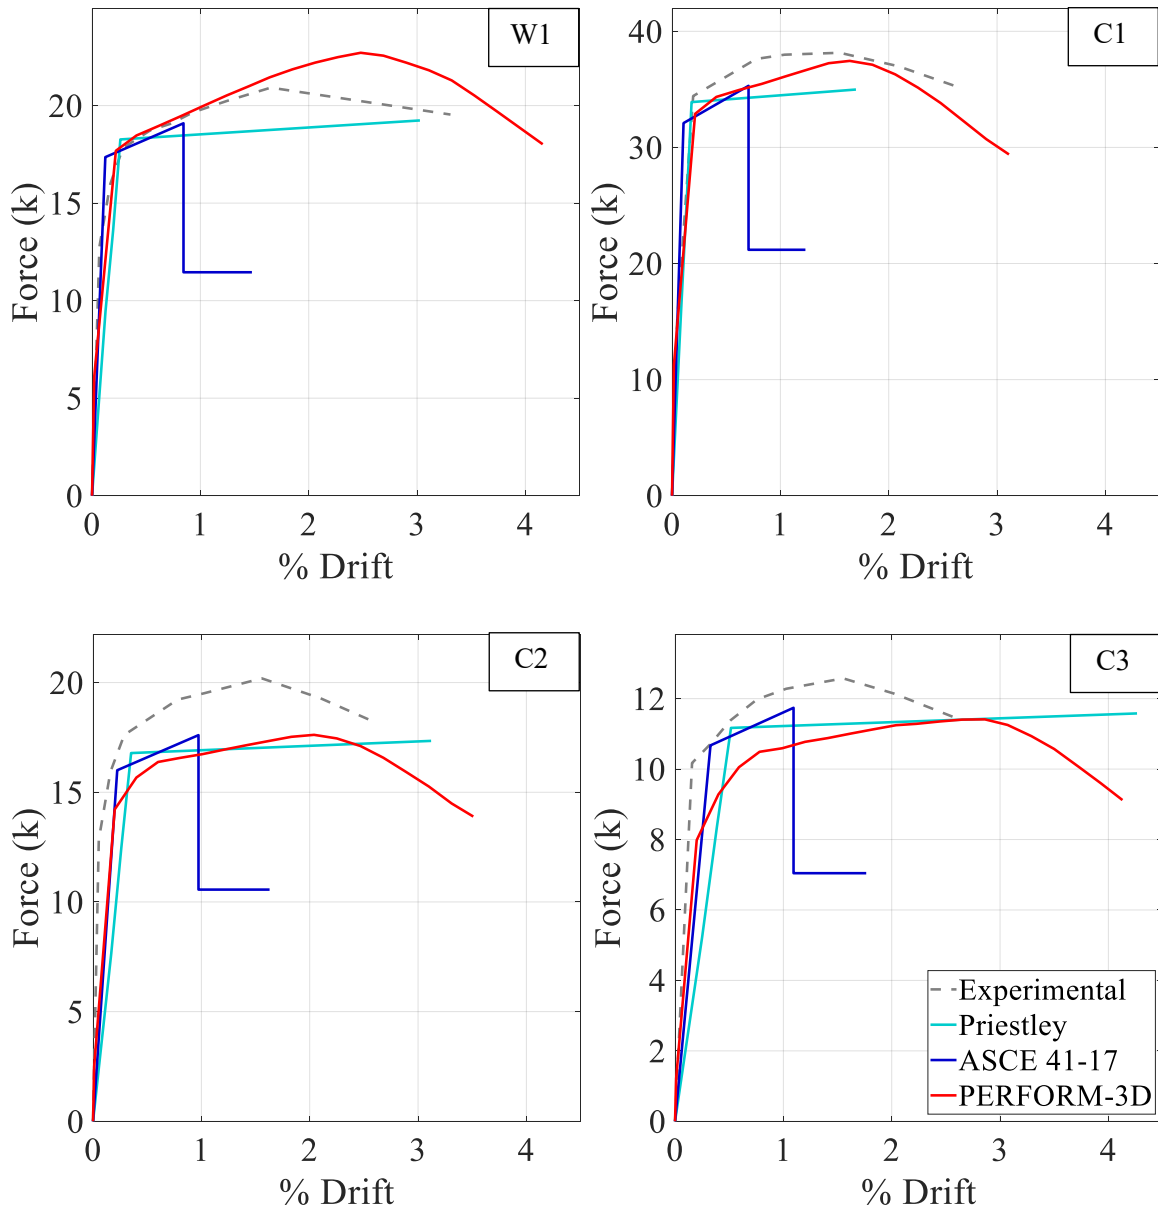 W1
Force (k)
20
15
10
5
0
0 1 2 3 4
% Drift
C1
Force (k)
40
30
20
10
0
0 1 2 3 4
% Drift
C2
Force (k)
20
15
10
5
0
0 1 2 3 4
% Drift
C3
Force (k)
12
10
8
6
4
2
0
0 1 2 3 4
% Drift
Experimental
Priestley
ASCE 41-17
PERFORM-3D